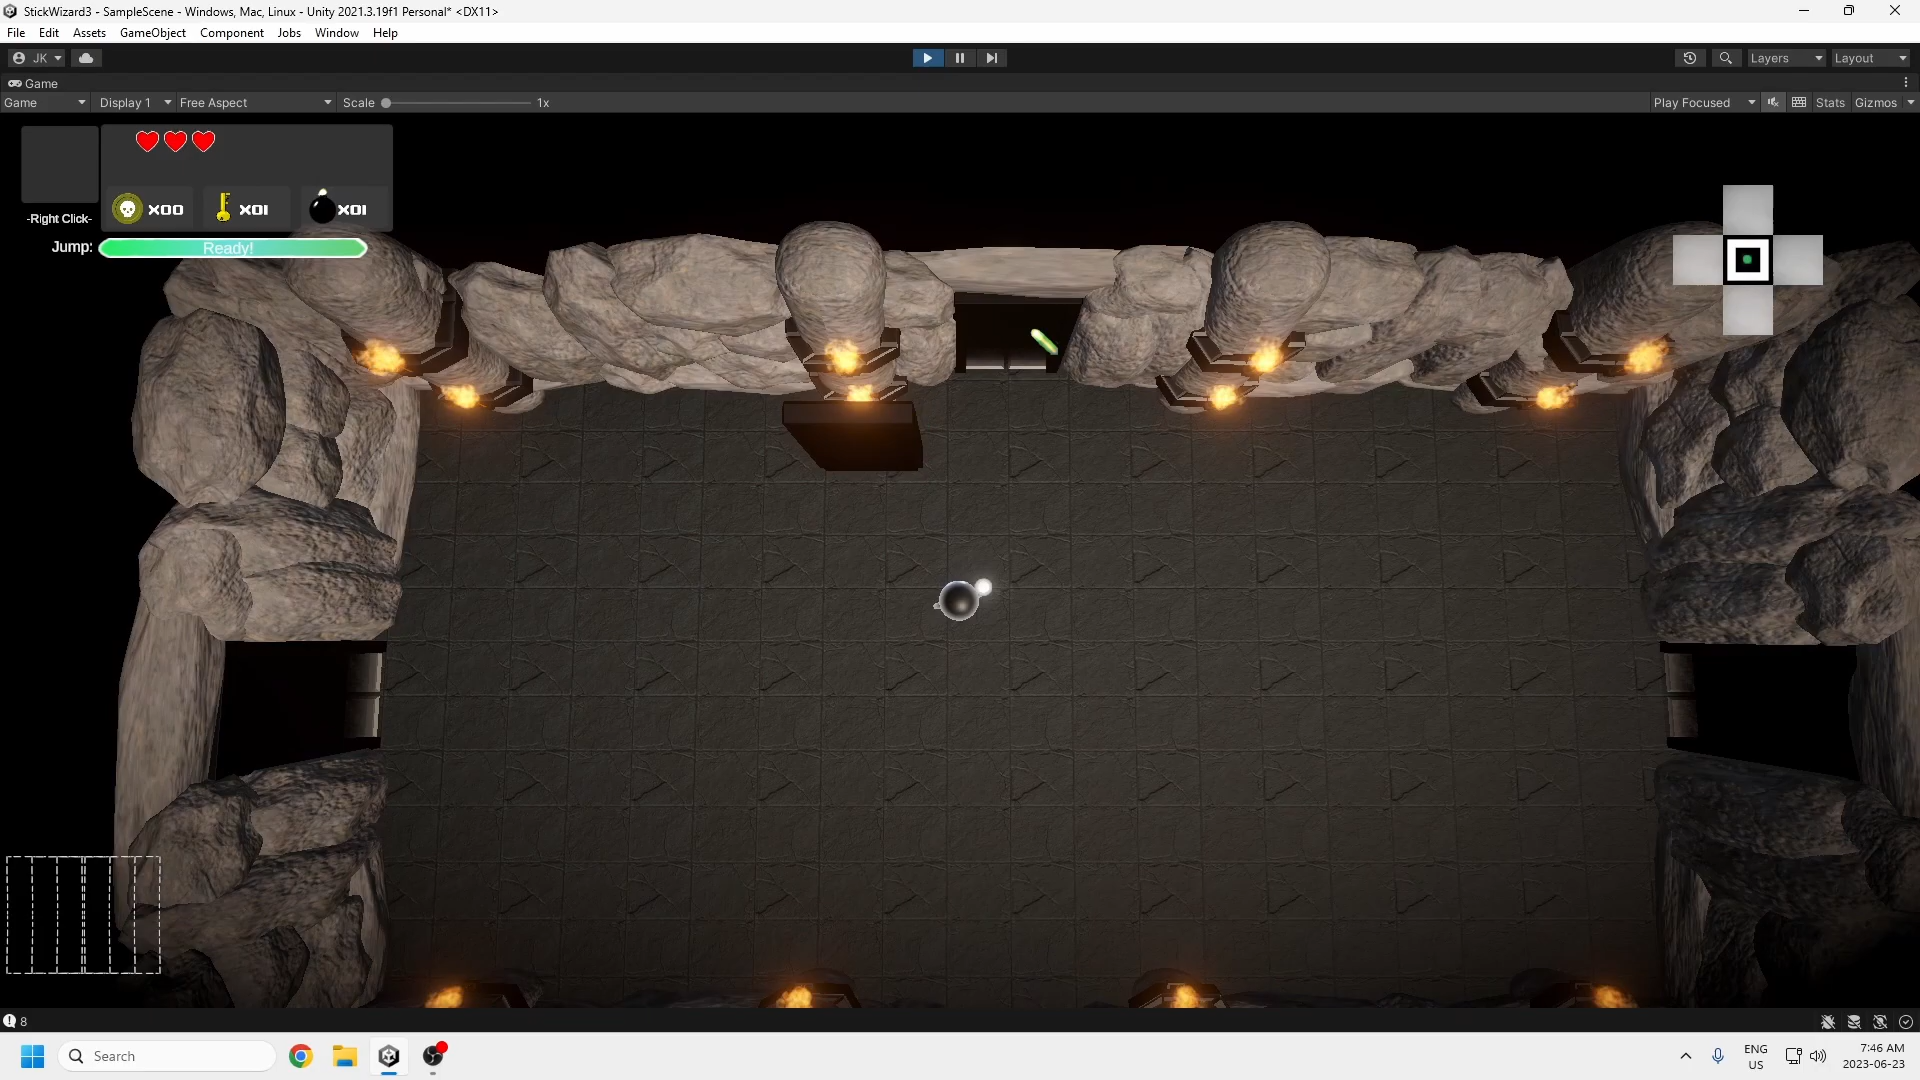 StickWizard3 - SampleScene - Windows, Mac, Linux - Unity 2021.3.19f1 Personal* <DX11>
File Edit Assets GameObject Component Jobs Window Help
JK Layers Layout
Game
Game Display 1 Free Aspect Scale 1x Play Focused Stats Gizmos
x00 x01 x01
-Right Click-
Jump: Ready!
8
Search
ENG
US
7:46 AM
2023-06-23